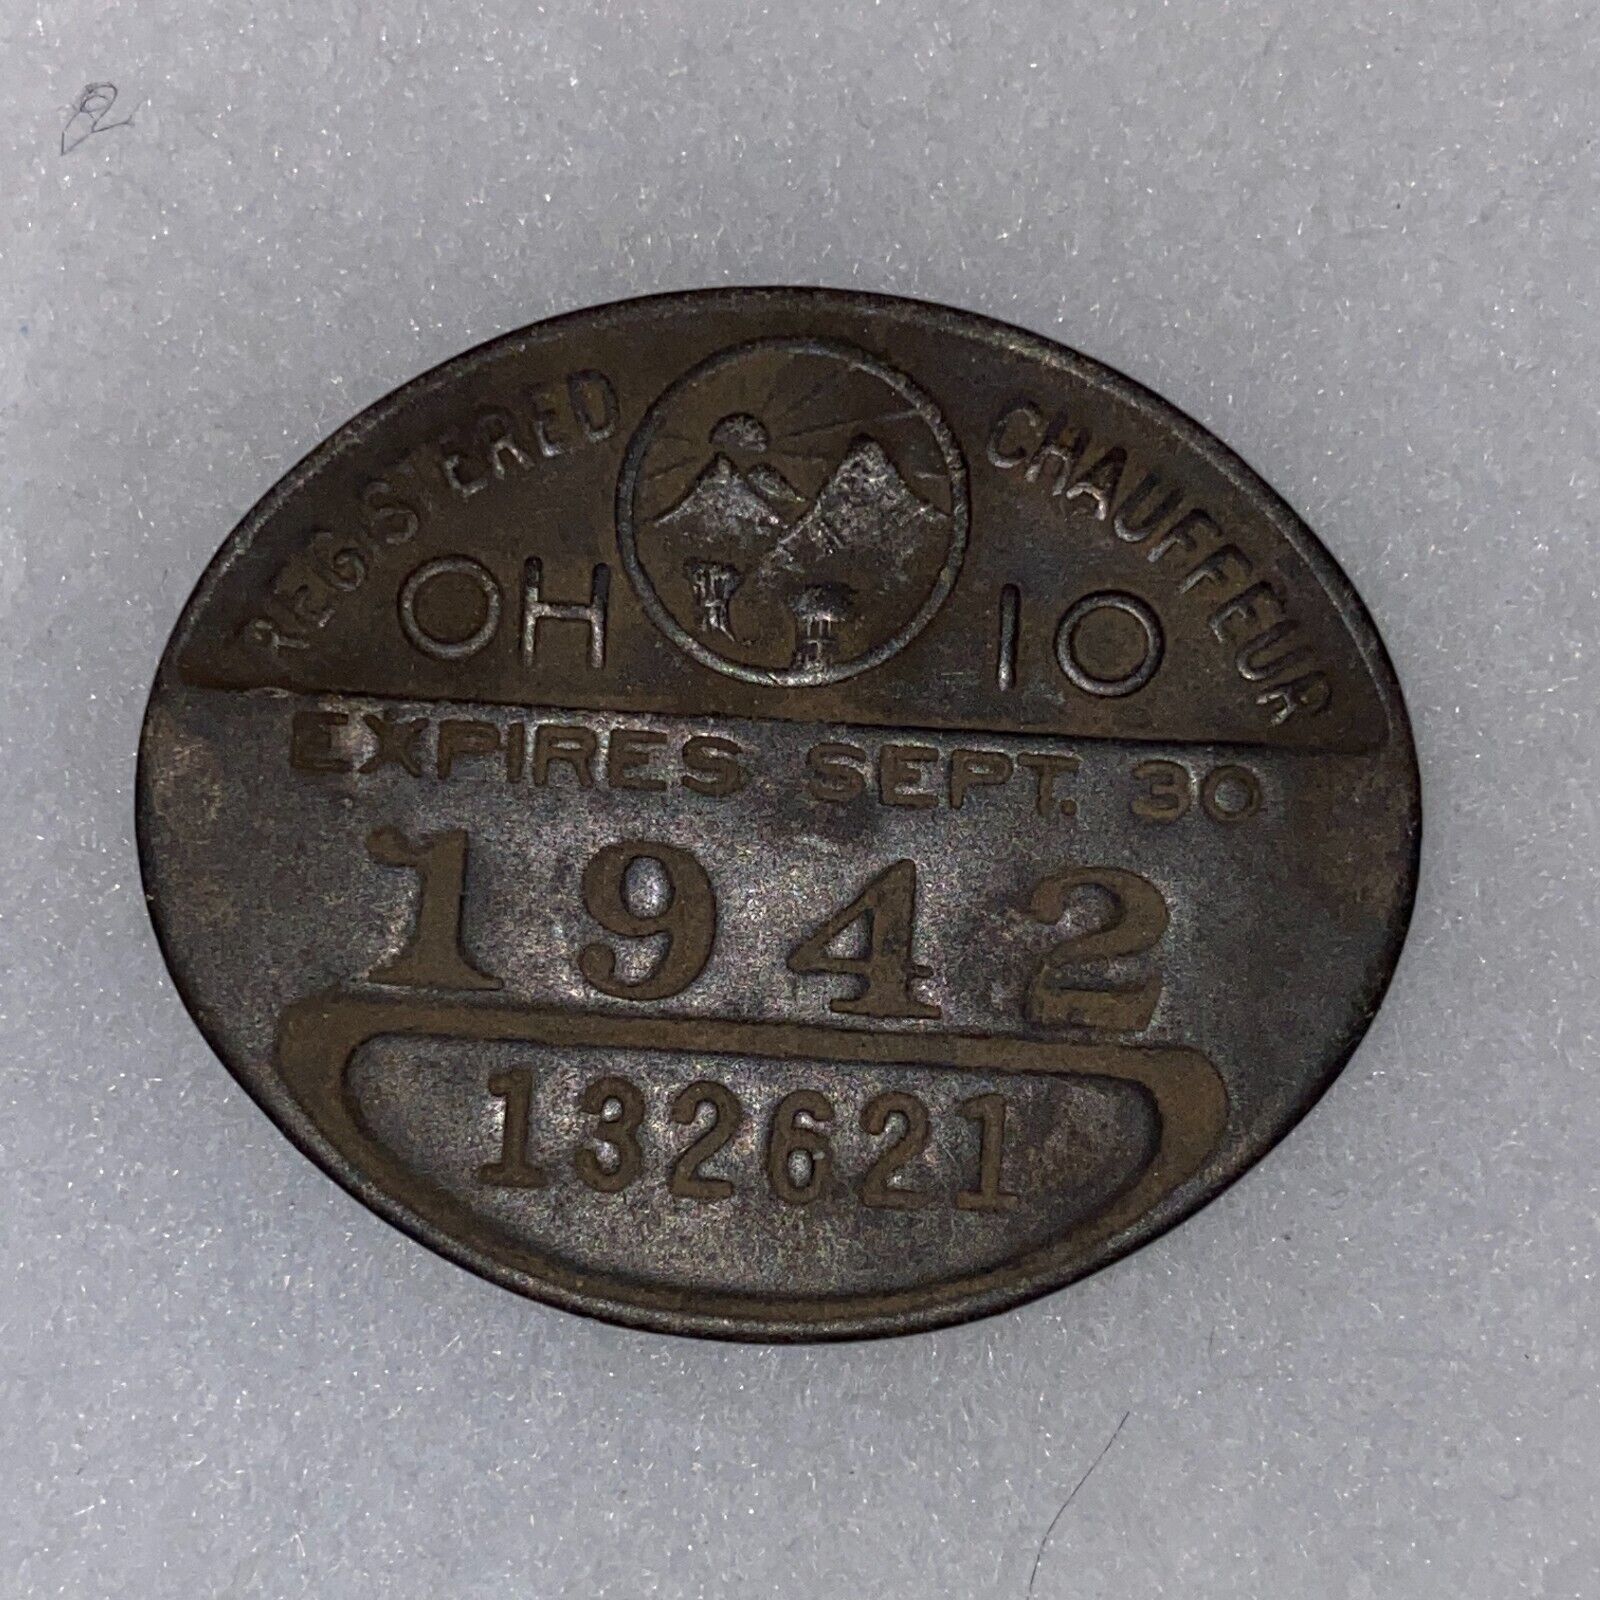 REGISTERED CHAUFFEUR
OHIO
EXPIRES SEPT. 30
1942
132621